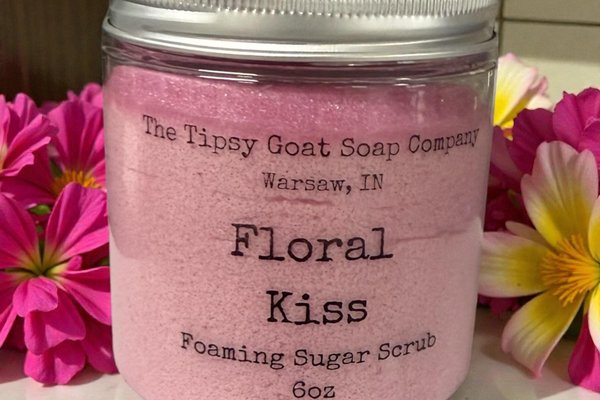 The Tipsy Goat Soap Company
Warsaw, IN
Floral
Kiss
Foaming Sugar Scrub
6oz